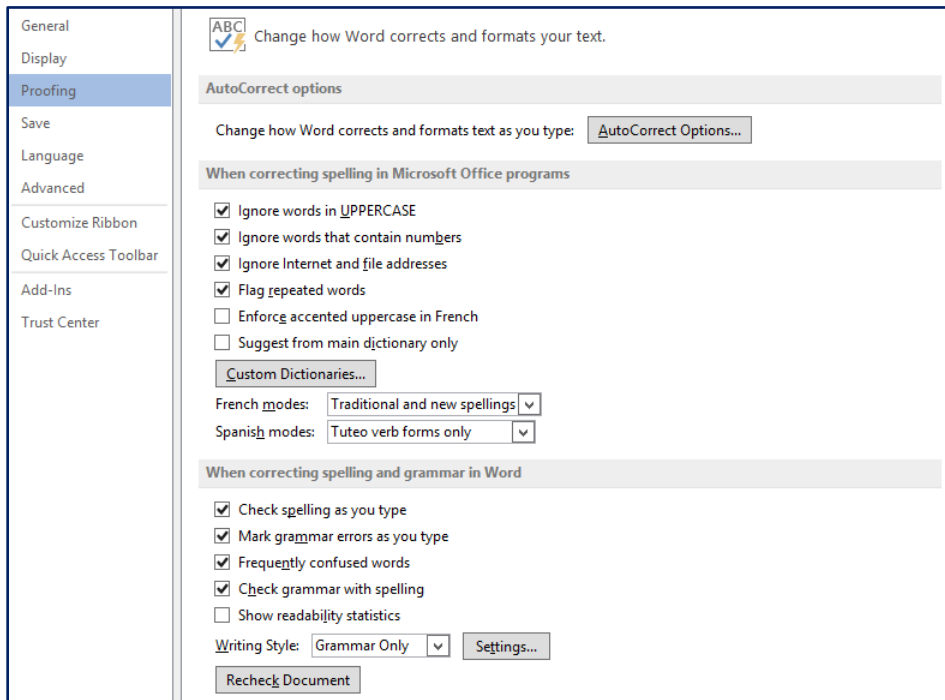 General
Display
Proofing
Save
Language
Advanced
Customize Ribbon
Quick Access Toolbar
Add-Ins
Trust Center
ABC
Change how Word corrects and formats your text.
AutoCorrect options
Change how Word corrects and formats text as you type: AutoCorrect Options...
When correcting spelling in Microsoft Office programs
Ignore words in UPPERCASE
Ignore words that contain numbers
Ignore Internet and file addresses
Flag repeated words
Enforce accented uppercase in French
Suggest from main dictionary only
Custom Dictionaries...
French modes: Traditional and new spellings
Spanish modes: Tuteo verb forms only
When correcting spelling and grammar in Word
Check spelling as you type
Mark grammar errors as you type
Frequently confused words
Check grammar with spelling
Show readability statistics
Writing Style: Grammar Only Settings...
Recheck Document